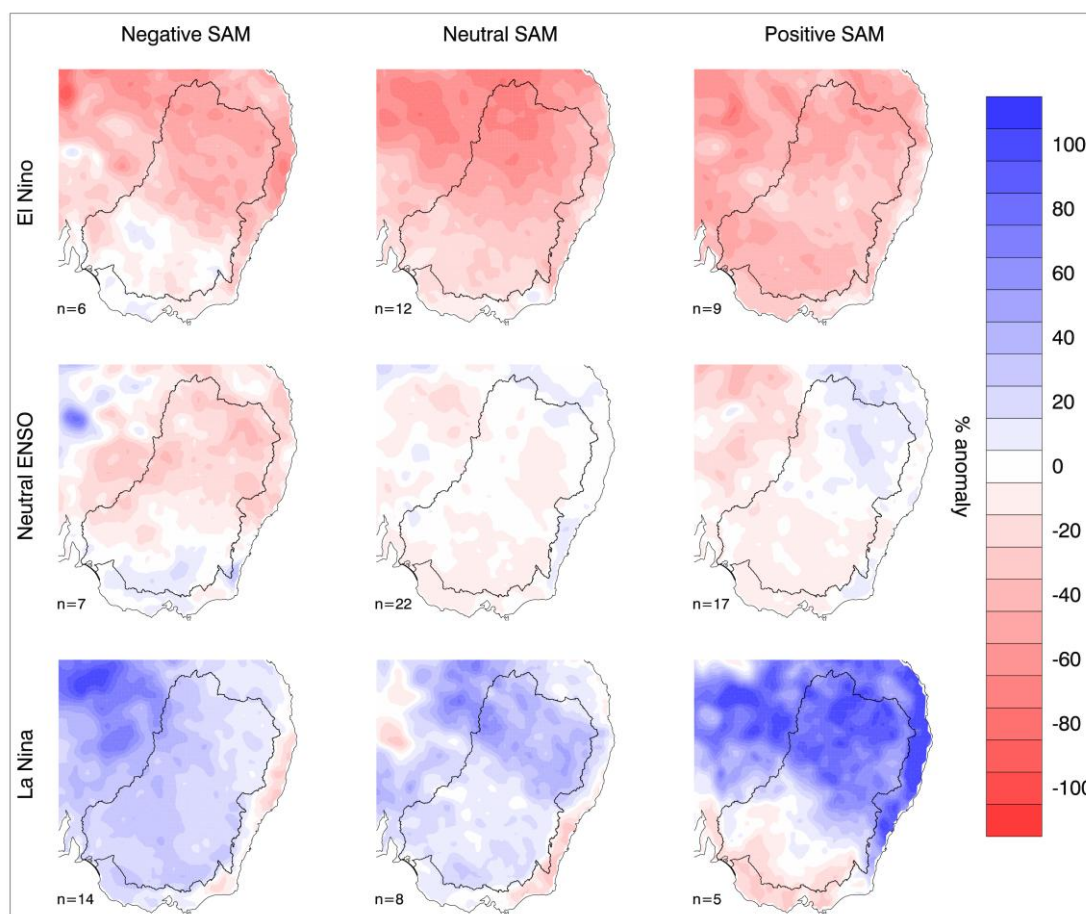 Negative SAM Neutral SAM Positive SAM
El Nino
n=6 n=12 n=9
Neutral ENSO
n=7 n=22 n=17
La Nina
n=14 n=8 n=5
100
80
60
40
20
0
-20
-40
-60
-80
-100
% anomaly